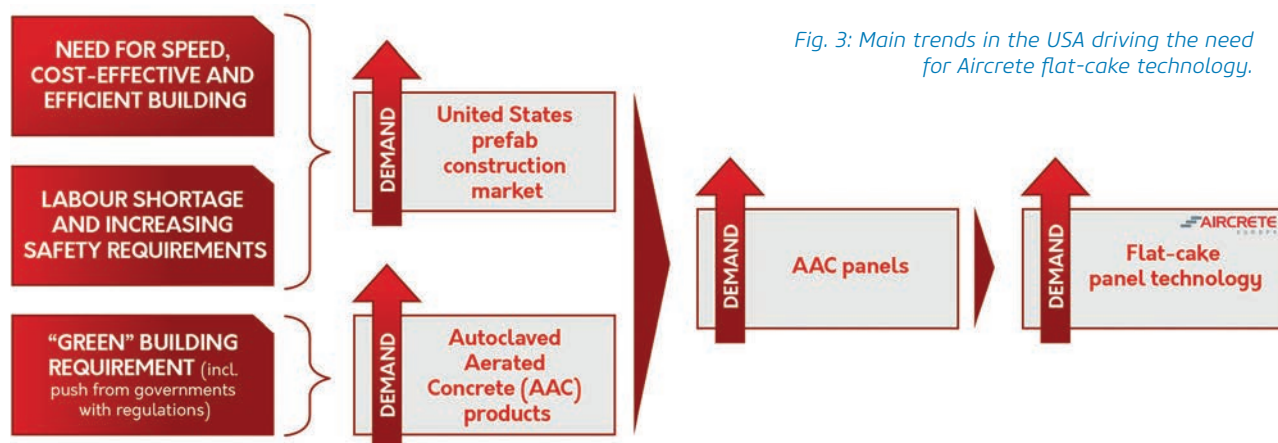 Fig. 3: Main trends in the USA driving the need
for Aircrete flat-cake technology.
NEED FOR SPEED,
COST-EFFECTIVE AND
EFFICIENT BUILDING
LABOUR SHORTAGE
AND INCREASING
SAFETY REQUIREMENTS
“GREEN” BUILDING
REQUIREMENT (incl.
push from governments
with regulations)
DEMAND
United States
prefab
construction
market
DEMAND
Autoclaved
Aerated
Concrete (AAC)
products
DEMAND
AAC panels
DEMAND
AIRCRETE
EUROPE
Flat-cake
panel technology